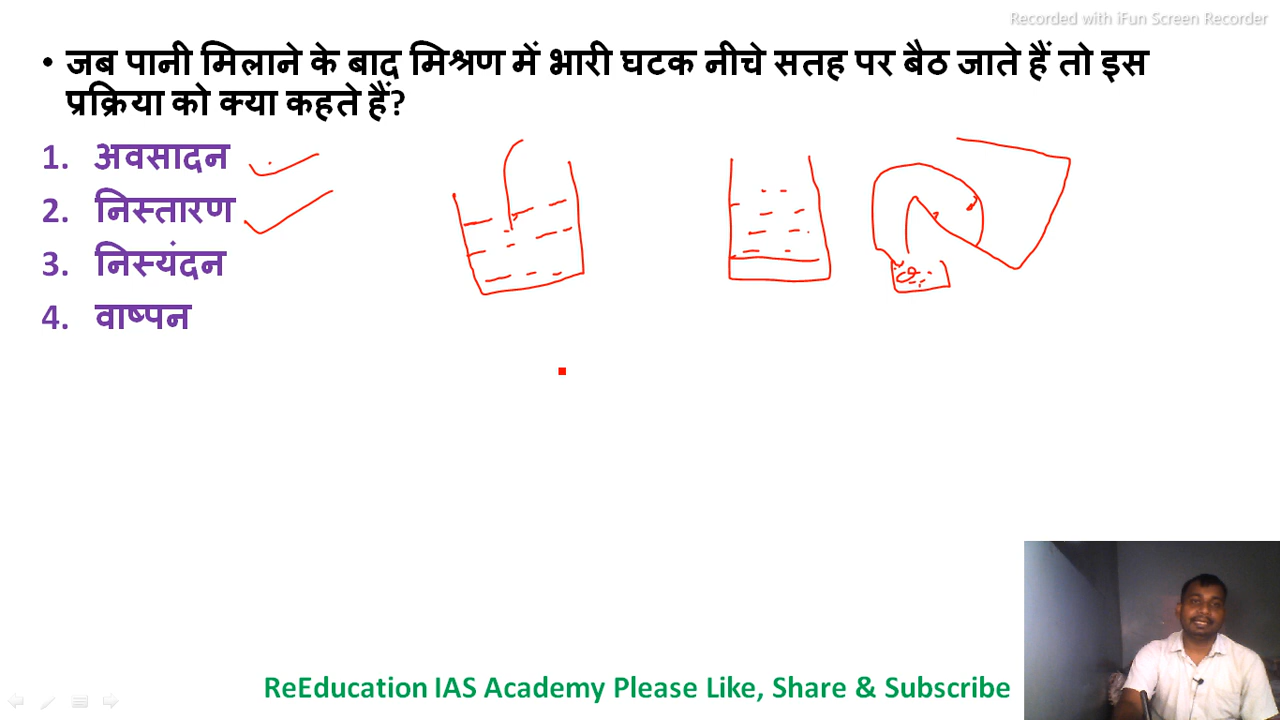 Recorded with iFun Screen Recorder
• जब पानी मिलाने के बाद मिश्रण में भारी घटक नीचे सतह पर बैठ जाते हैं तो इस
प्रक्रिया को क्या कहते हैं?
1. अवसादन
2. निस्तारण
3. निस्यंदन
4. वाष्पन
ReEducation IAS Academy Please Like, Share & Subscribe